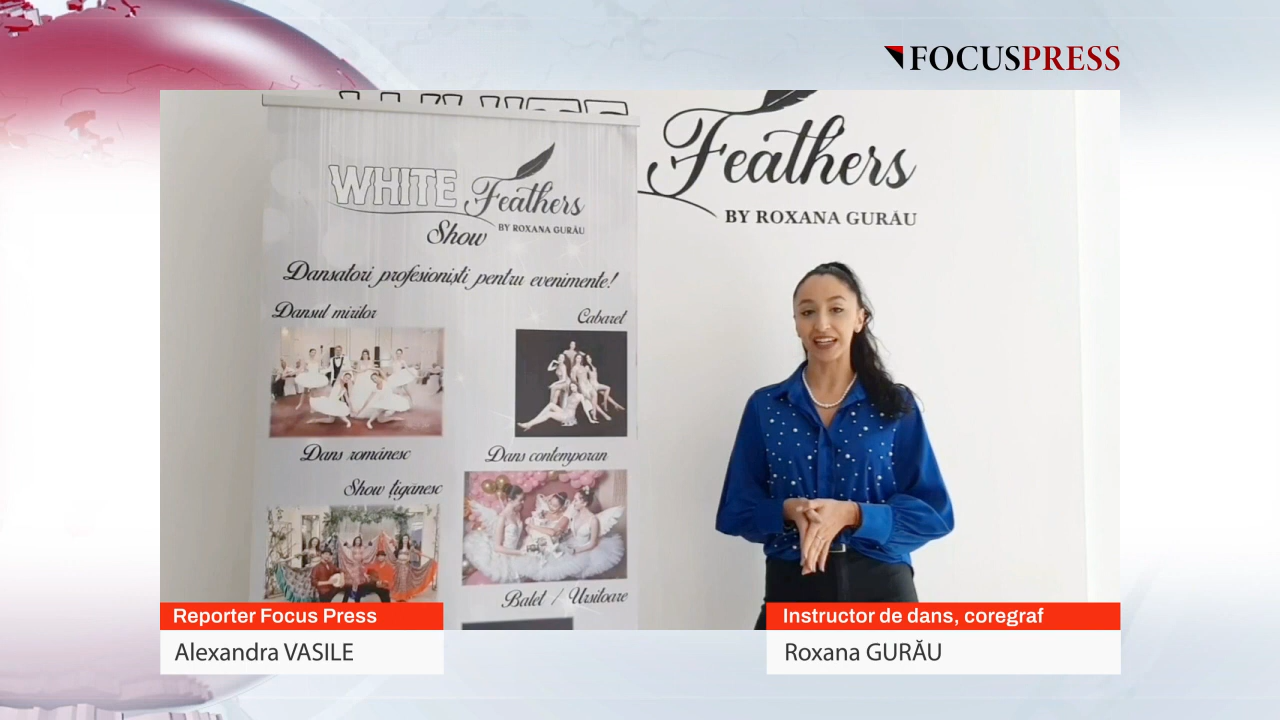 FOCUSPRESS
WHITE Feathers
BY ROXANA GURĂU
Show
Dansatori profesioniști pentru evenimente!
Dansul mirilor
Cabaret
Dans românesc
Dans contemporan
Show țigănesc
Balet / Ursitoare
Feathers
BY ROXANA GURĂU
Reporter Focus Press
Alexandra VASILE
Instructor de dans, coregraf
Roxana GURĂU